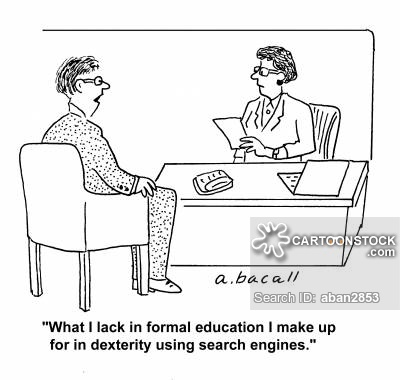 CARTOONSTOCK
.com
Search ID: aban2853
a.bacall
"What I lack in formal education I make up
for in dexterity using search engines."